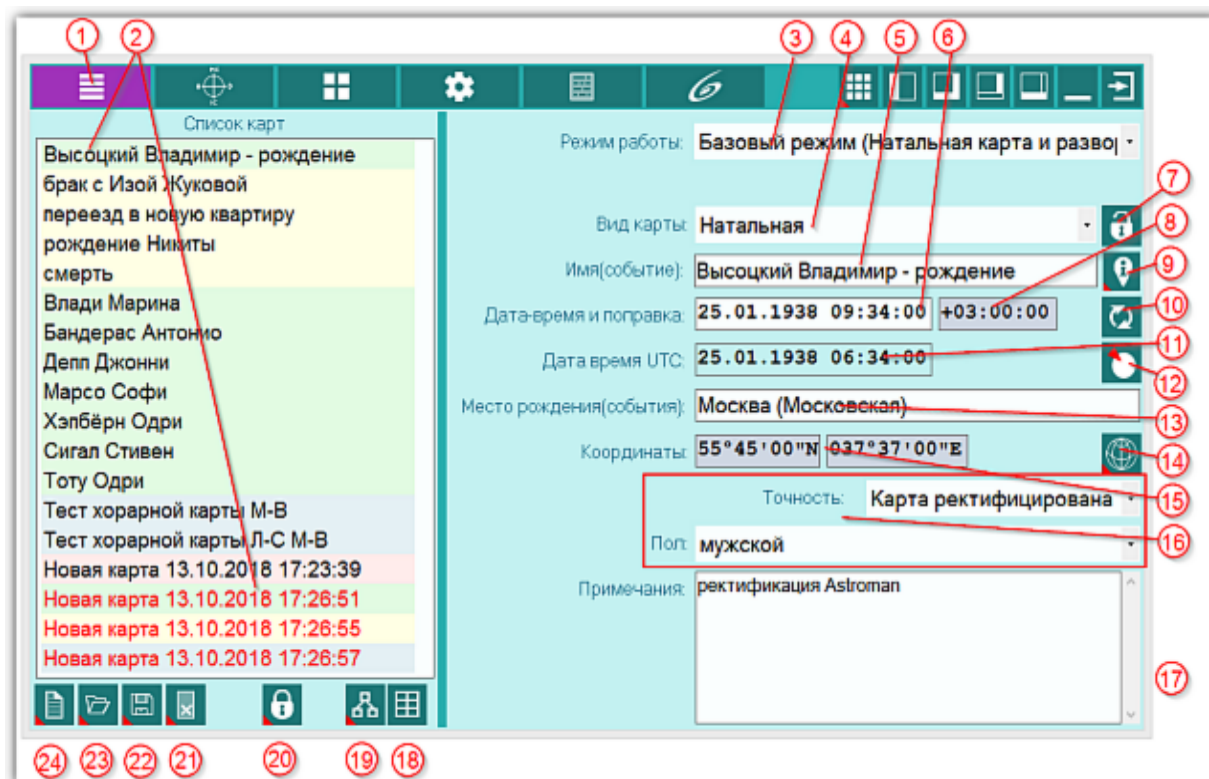 1 2 3 4 5 6
Список карт
Высоцкий Владимир - рождение
брак с Изой Жуковой
переезд в новую квартиру
рождение Никиты
смерть
Влади Марина
Бандерас Антонио
Депп Джонни
Марсо Софи
Хэпбёрн Одри
Сигал Стивен
Тоту Одри
Тест хорарной карты М-В
Тест хорарной карты Л-С М-В
Новая карта 13.10.2018 17:23:39
Новая карта 13.10.2018 17:26:51
Новая карта 13.10.2018 17:26:55
Новая карта 13.10.2018 17:26:57
Режим работы: Базовый режим (Натальная карта и разво
Вид карты: Натальная
Имя(событие): Высоцкий Владимир - рождение
Дата-время и поправка: 25.01.1938 09:34:00 +03:00:00
Дата время UTC: 25.01.1938 06:34:00
Место рождения(события): Москва (Московская)
Координаты: 55°45'00"N 037°37'00"E
Точность: Карта ректифицирована
Пол: мужской
Примечания: ректификация Astroman
7
8
9
10
11
12
13
14
15
16
17
24 23 22 21 20 19 18